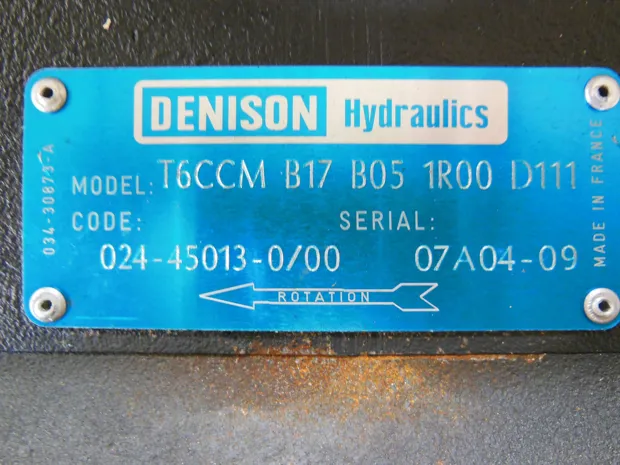 DENISON Hydraulics
MODEL: T6CCM B17 B05 1R00 D111
CODE: SERIAL:
024-45013-0/00 07A04-09
ROTATION
034-30873-A
MADE IN FRANCE